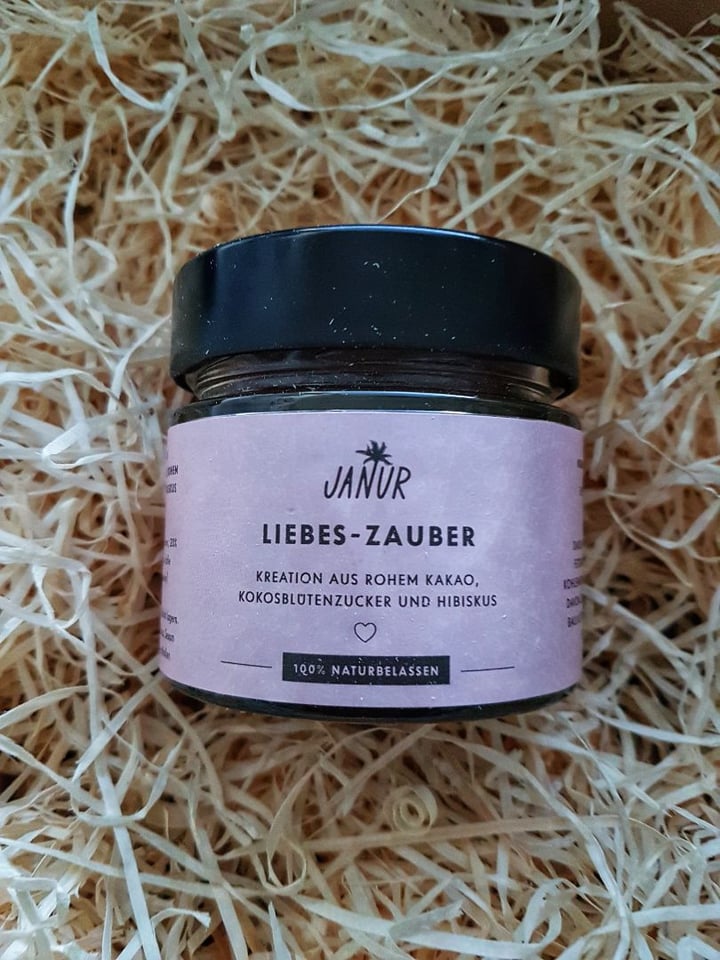 JANUR
LIEBES-ZAUBER
KREATION AUS ROHEM KAKAO,
KOKOSBLÜTENZUCKER UND HIBISKUS
100% NATURBELASSEN